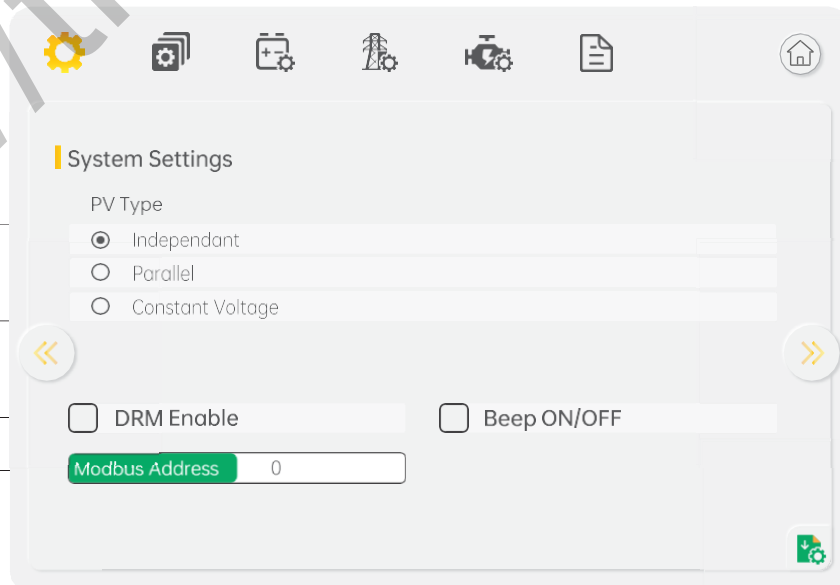 System Settings
PV Type
Independant
Parallel
Constant Voltage
DRM Enable
Beep ON/OFF
Modbus Address 0